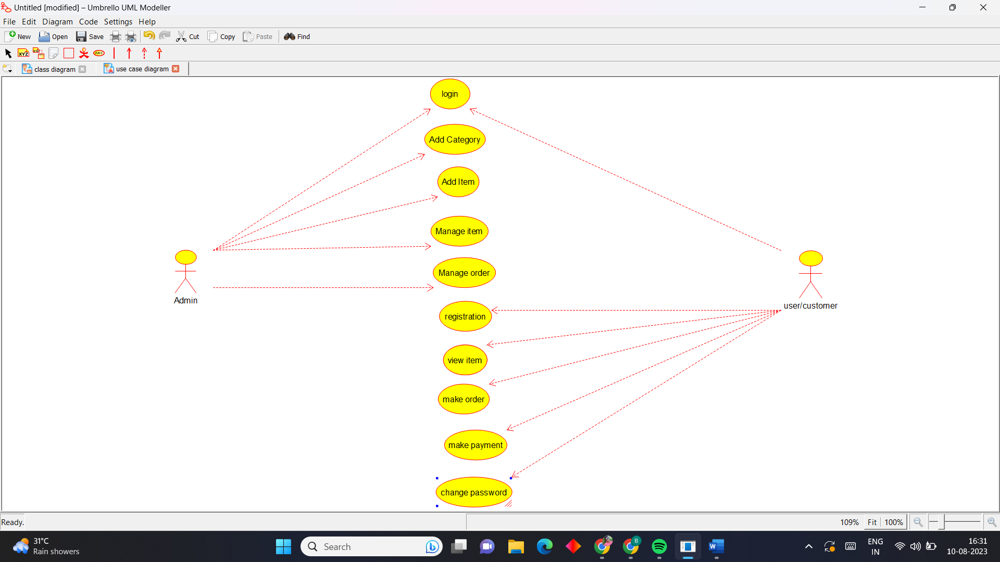 Untitled [modified] – Umbrello UML Modeller
File Edit Diagram Code Settings Help
New Open Save Cut Copy Paste Find
XYZ XYZ ABC
class diagram use case diagram
login
Add Category
Add Item
Manage item
Manage order
Admin
user/customer
registration
view item
make order
make payment
change password
Ready. 109% Fit 100%
31°C
Rain showers
Search
B
W
ENG
IN
16:31
10-08-2023